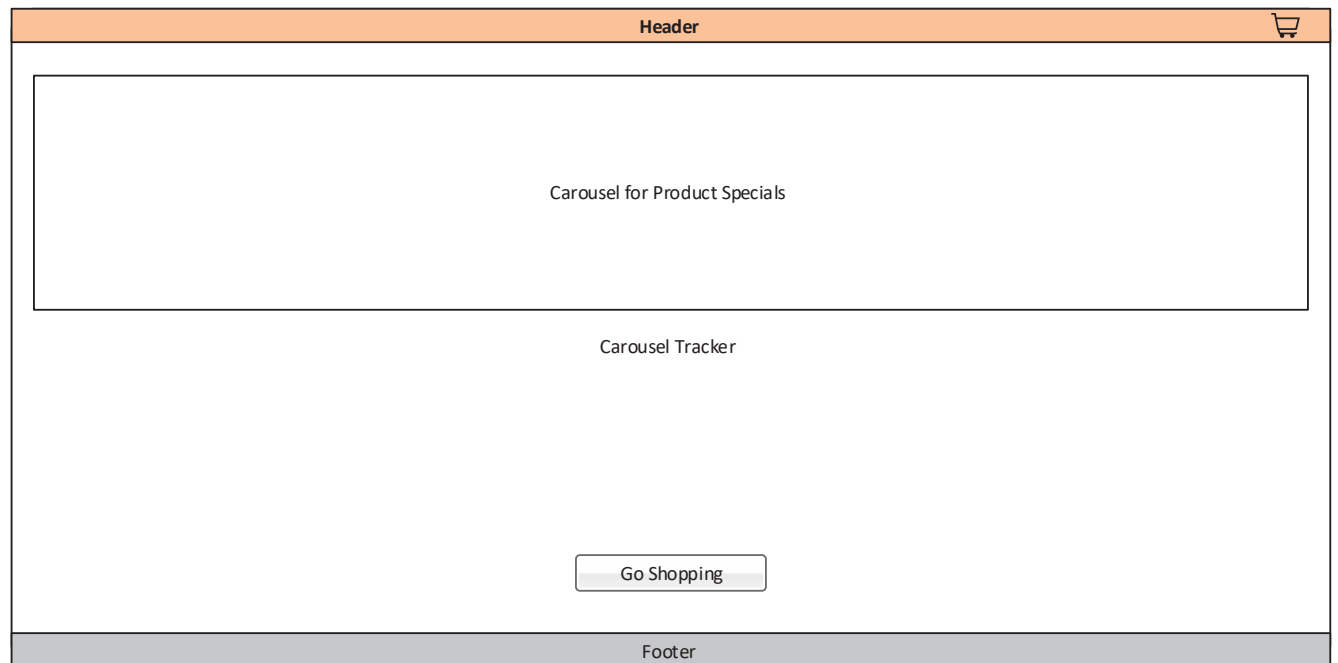 Header
Carousel for Product Specials
Carousel Tracker
Go Shopping
Footer